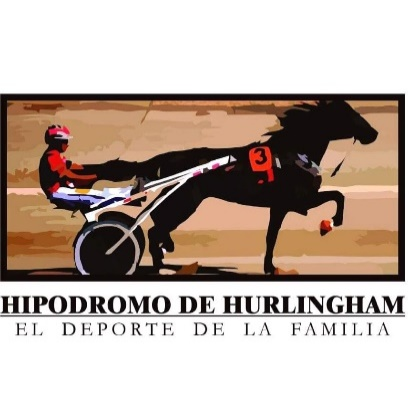 3
HIPODROMO DE HURLINGHAM
EL DEPORTE DE LA FAMILIA